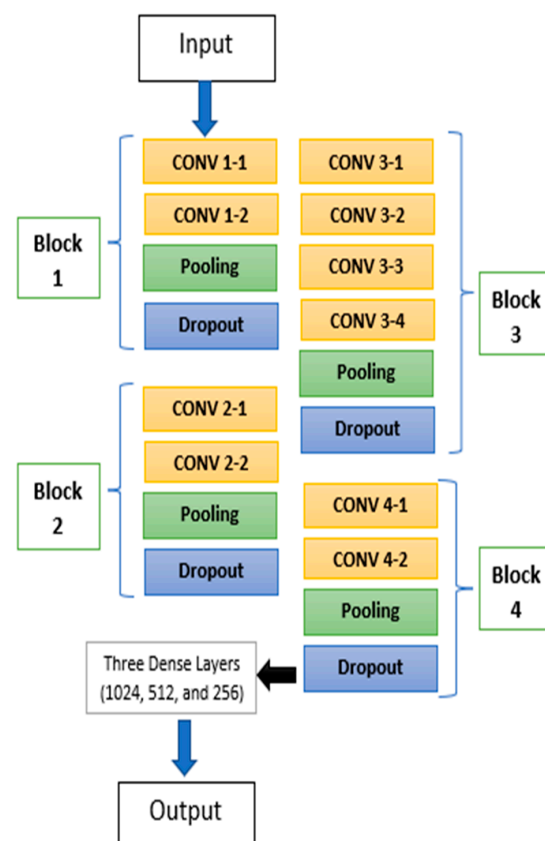 Input
Block
1
CONV 1-1
CONV 1-2
Pooling
Dropout
Block
2
CONV 2-1
CONV 2-2
Pooling
Dropout
CONV 3-1
CONV 3-2
CONV 3-3
CONV 3-4
Pooling
Dropout
Block
3
CONV 4-1
CONV 4-2
Pooling
Dropout
Block
4
Three Dense Layers
(1024, 512, and 256)
Output